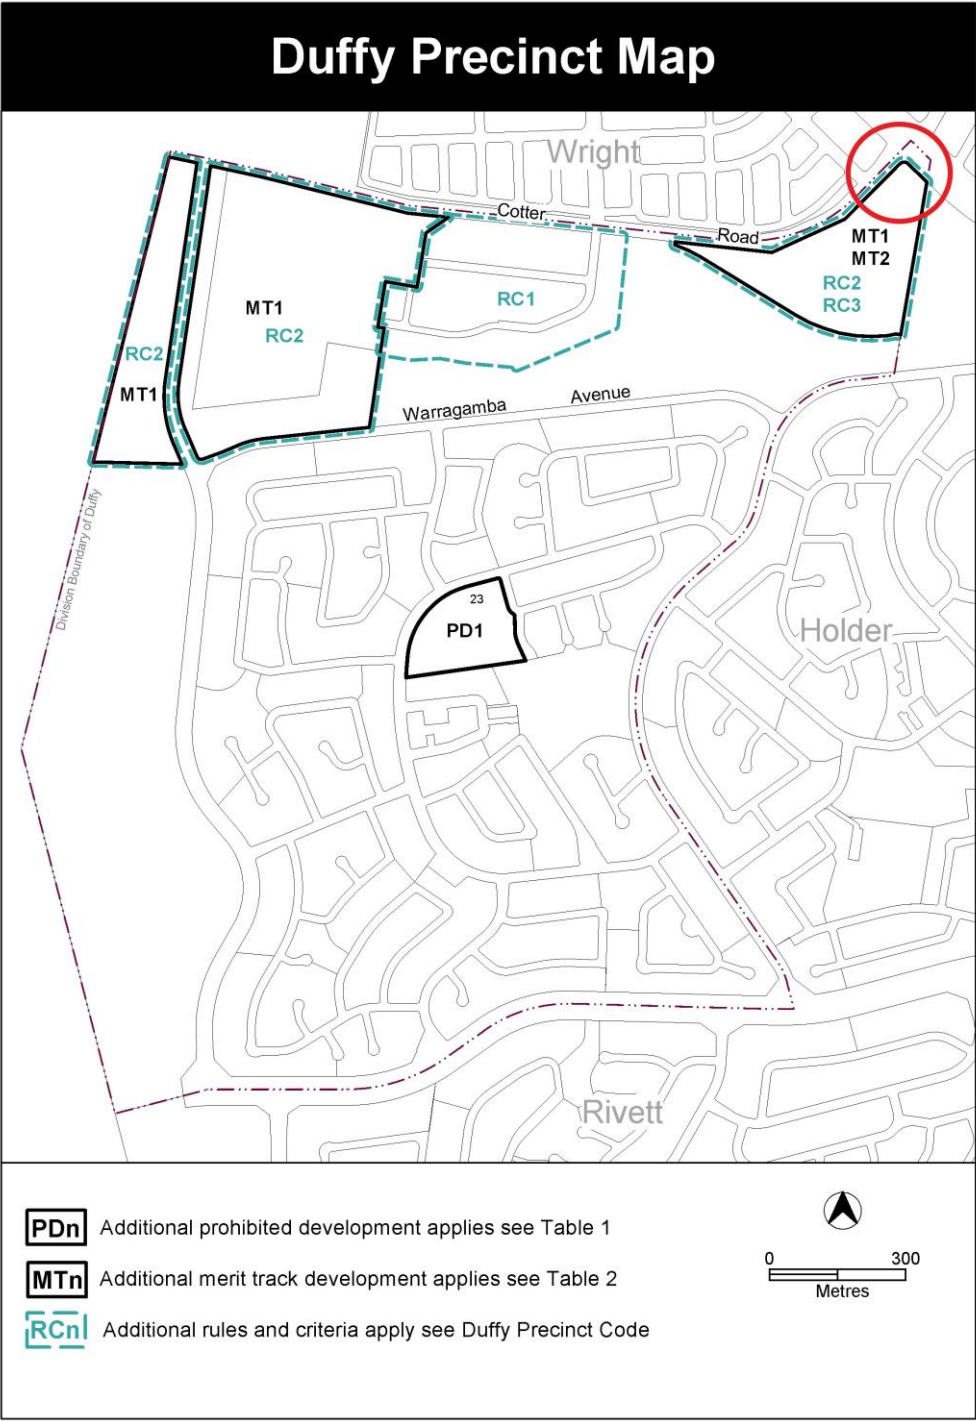 Duffy Precinct Map
Wright
Cotter
Road
MT1
MT2
RC2
RC3
RC1
MT1
RC2
RC2
MT1
Warragamba
Avenue
Division Boundary of Duffy
23
PD1
Holder
Rivett
PDn Additional prohibited development applies see Table 1
MTn Additional merit track development applies see Table 2
RCn Additional rules and criteria apply see Duffy Precinct Code
0 300
Metres